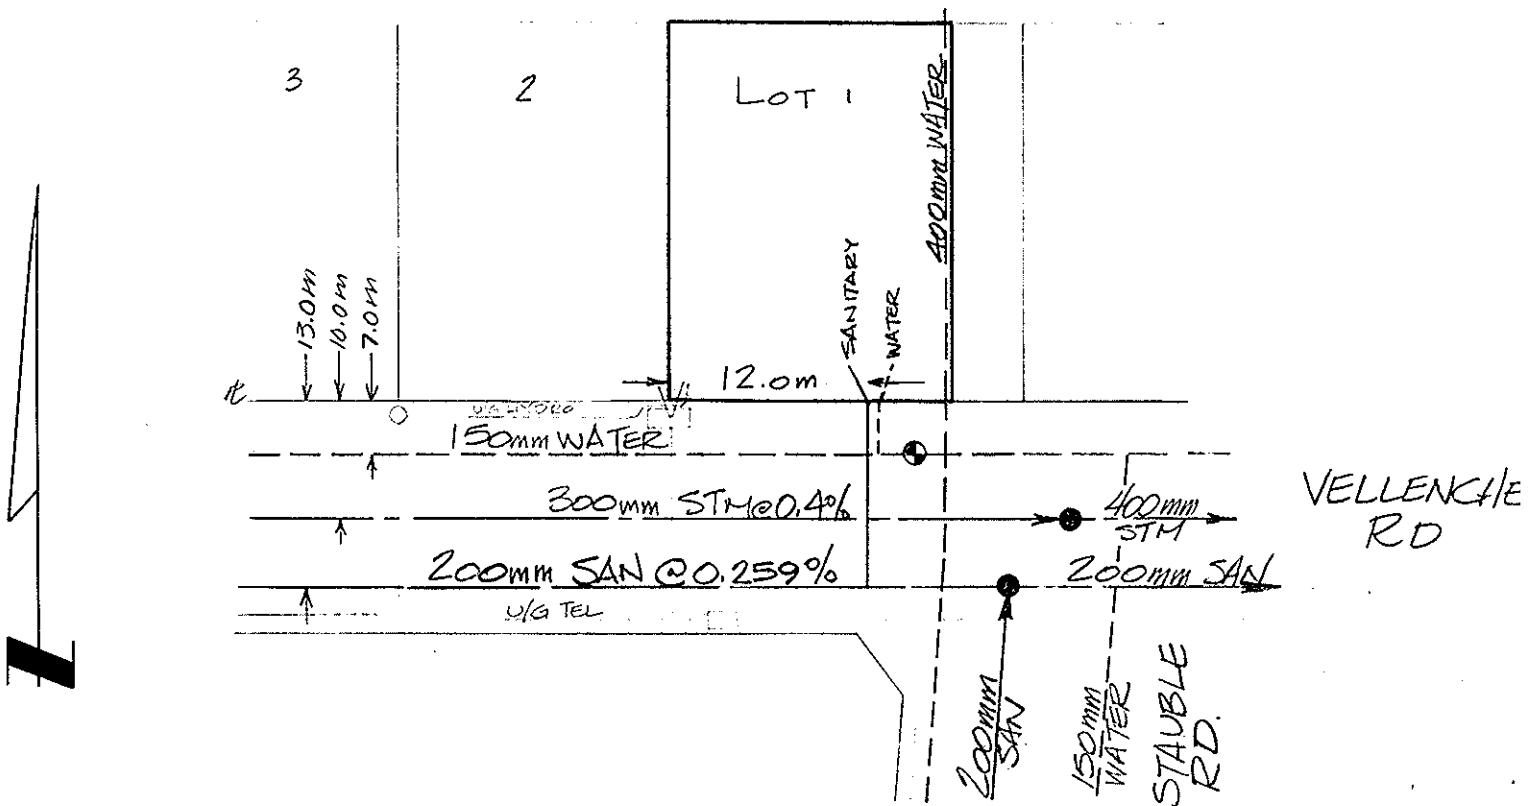 3
2
LOT 1
400mm WATER
13.0m
10.0m
7.0m
SANITARY
WATER
12.0m
U/G HYDRO
150mm WATER
300mm STM@0.4%
400mm
STM
VELLENCHE
RD
200mm SAN @0.259%
200mm SAN
U/G TEL
200mm
SAN
150mm
WATER
STAUBLE
RD.